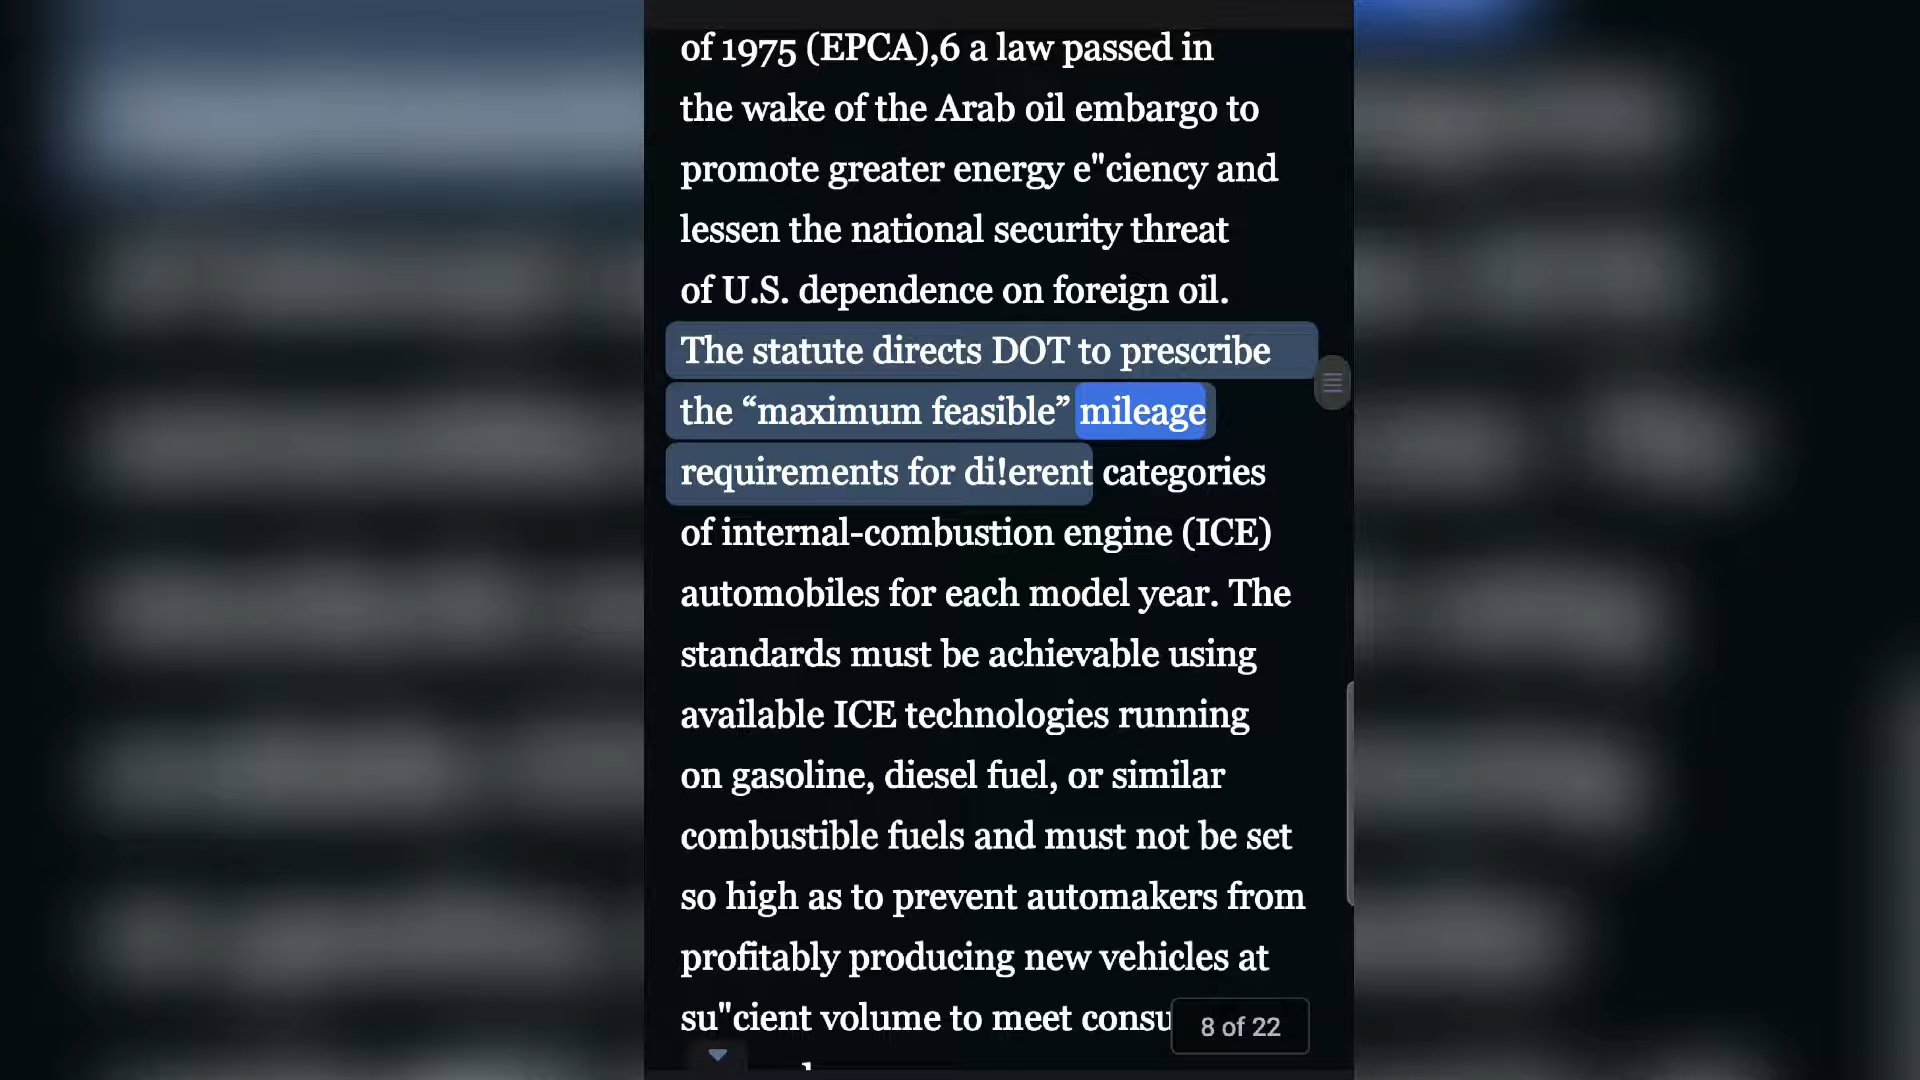 of 1975 (EPCA),6 a law passed in
the wake of the Arab oil embargo to
promote greater energy e"ciency and
lessen the national security threat
of U.S. dependence on foreign oil.
The statute directs DOT to prescribe
the “maximum feasible” mileage
requirements for di!erent categories
of internal-combustion engine (ICE)
automobiles for each model year. The
standards must be achievable using
available ICE technologies running
on gasoline, diesel fuel, or similar
combustible fuels and must not be set
so high as to prevent automakers from
profitably producing new vehicles at
su"cient volume to meet consu
8 of 22